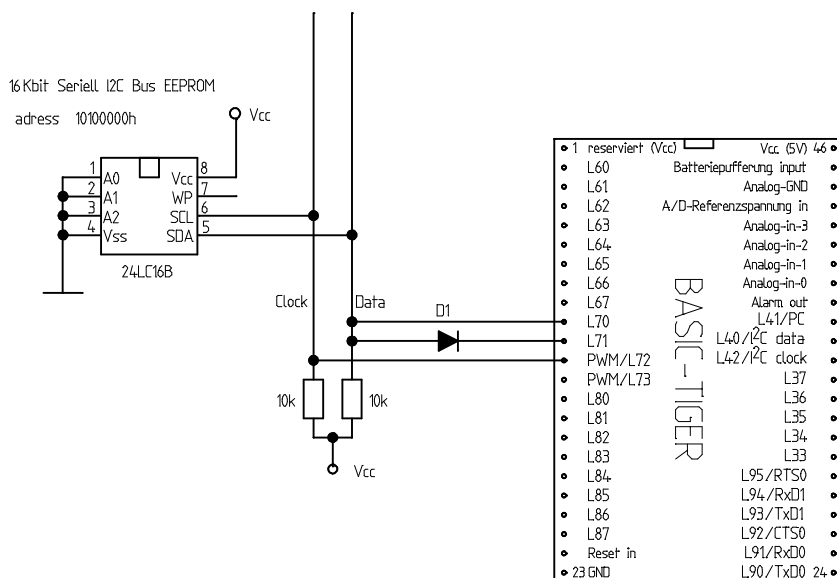 16 Kbit Seriell I2C Bus EEPROM
adress 10100000h
Vcc
1 A0
2 A1
3 A2
4 Vss
Vcc 8
WP 7
SCL 6
SDA 5
24LC16B
Clock
Data
D1
10k
10k
Vcc
BASIC-TIGER
1 reserviert (Vcc)
L60
L61
L62
L63
L64
L65
L66
L67
L70
L71
PWM/L72
PWM/L73
L80
L81
L82
L83
L84
L85
L86
L87
Reset in
23 GND
Vcc (5V) 46
Batteriepufferung input
Analog-GND
A/D-Referenzspannung in
Analog-in-3
Analog-in-2
Analog-in-1
Analog-in-0
Alarm out
L41/PC
L40/I²C data
L42/I²C clock
L37
L36
L35
L34
L33
L95/RTS0
L94/RxD1
L93/TxD1
L92/CTS0
L91/RxD0
L90/TxD0 24